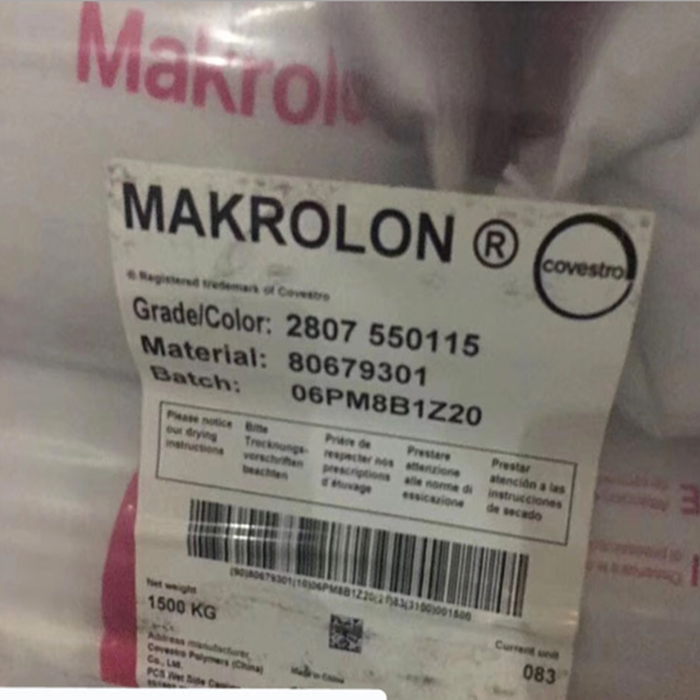 Makrolo
MAKROLON ®
covestro
® Registered trademark of Covestro
Grade/Color: 2807 550115
Material: 80679301
Batch: 06PM8B1Z20
Please notice
our drying
instructions
Bitte
Trocknungs-
vorschriften
beachten
Prière de
respecter nos
prescriptions
d'étuvage
Prestare
attenzione
alle norme di
essicazione
Prestar
atención a las
instrucciones
de secado
Net weight
1500 KG
Current unit
083
Address manufacturer
Covestro Polymers (China)
Co., Ltd.
Made in China